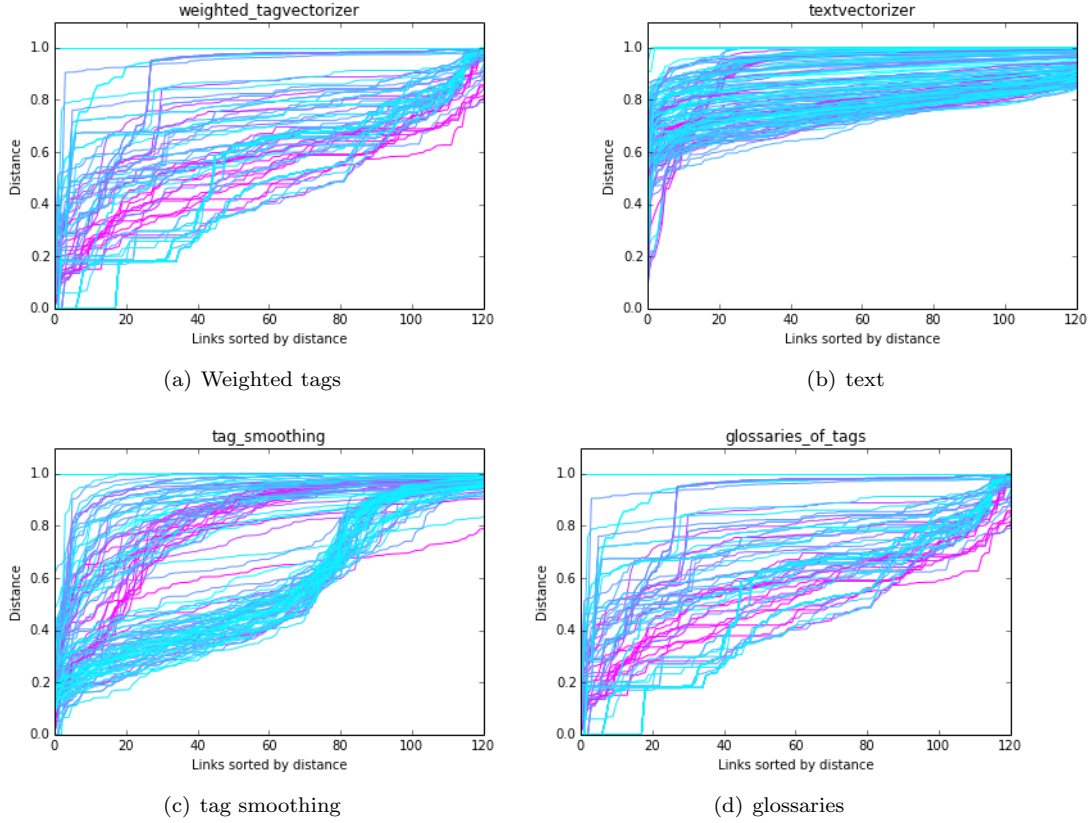 weighted_tagvectorizer
Distance
1.0
0.8
0.6
0.4
0.2
0.0
0 20 40 60 80 100 120
Links sorted by distance
(a) Weighted tags
textvectorizer
Distance
1.0
0.8
0.6
0.4
0.2
0.0
0 20 40 60 80 100 120
Links sorted by distance
(b) text
tag_smoothing
Distance
1.0
0.8
0.6
0.4
0.2
0.0
0 20 40 60 80 100 120
Links sorted by distance
(c) tag smoothing
glossaries_of_tags
Distance
1.0
0.8
0.6
0.4
0.2
0.0
0 20 40 60 80 100 120
Links sorted by distance
(d) glossaries